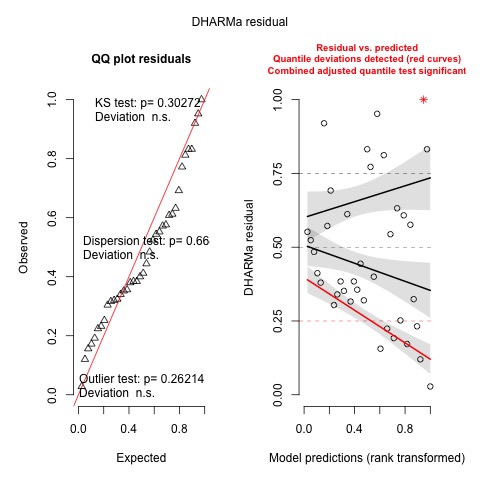 DHARMa residual
QQ plot residuals
KS test: p= 0.30272
Deviation n.s.
Dispersion test: p= 0.66
Deviation n.s.
Outlier test: p= 0.26214
Deviation n.s.
Observed
0.0
0.2
0.4
0.6
0.8
1.0
0.0
0.4
0.8
Expected
Residual vs. predicted
Quantile deviations detected (red curves)
Combined adjusted quantile test significant
DHARMa residual
0.00
0.25
0.50
0.75
1.00
0.0
0.4
0.8
Model predictions (rank transformed)